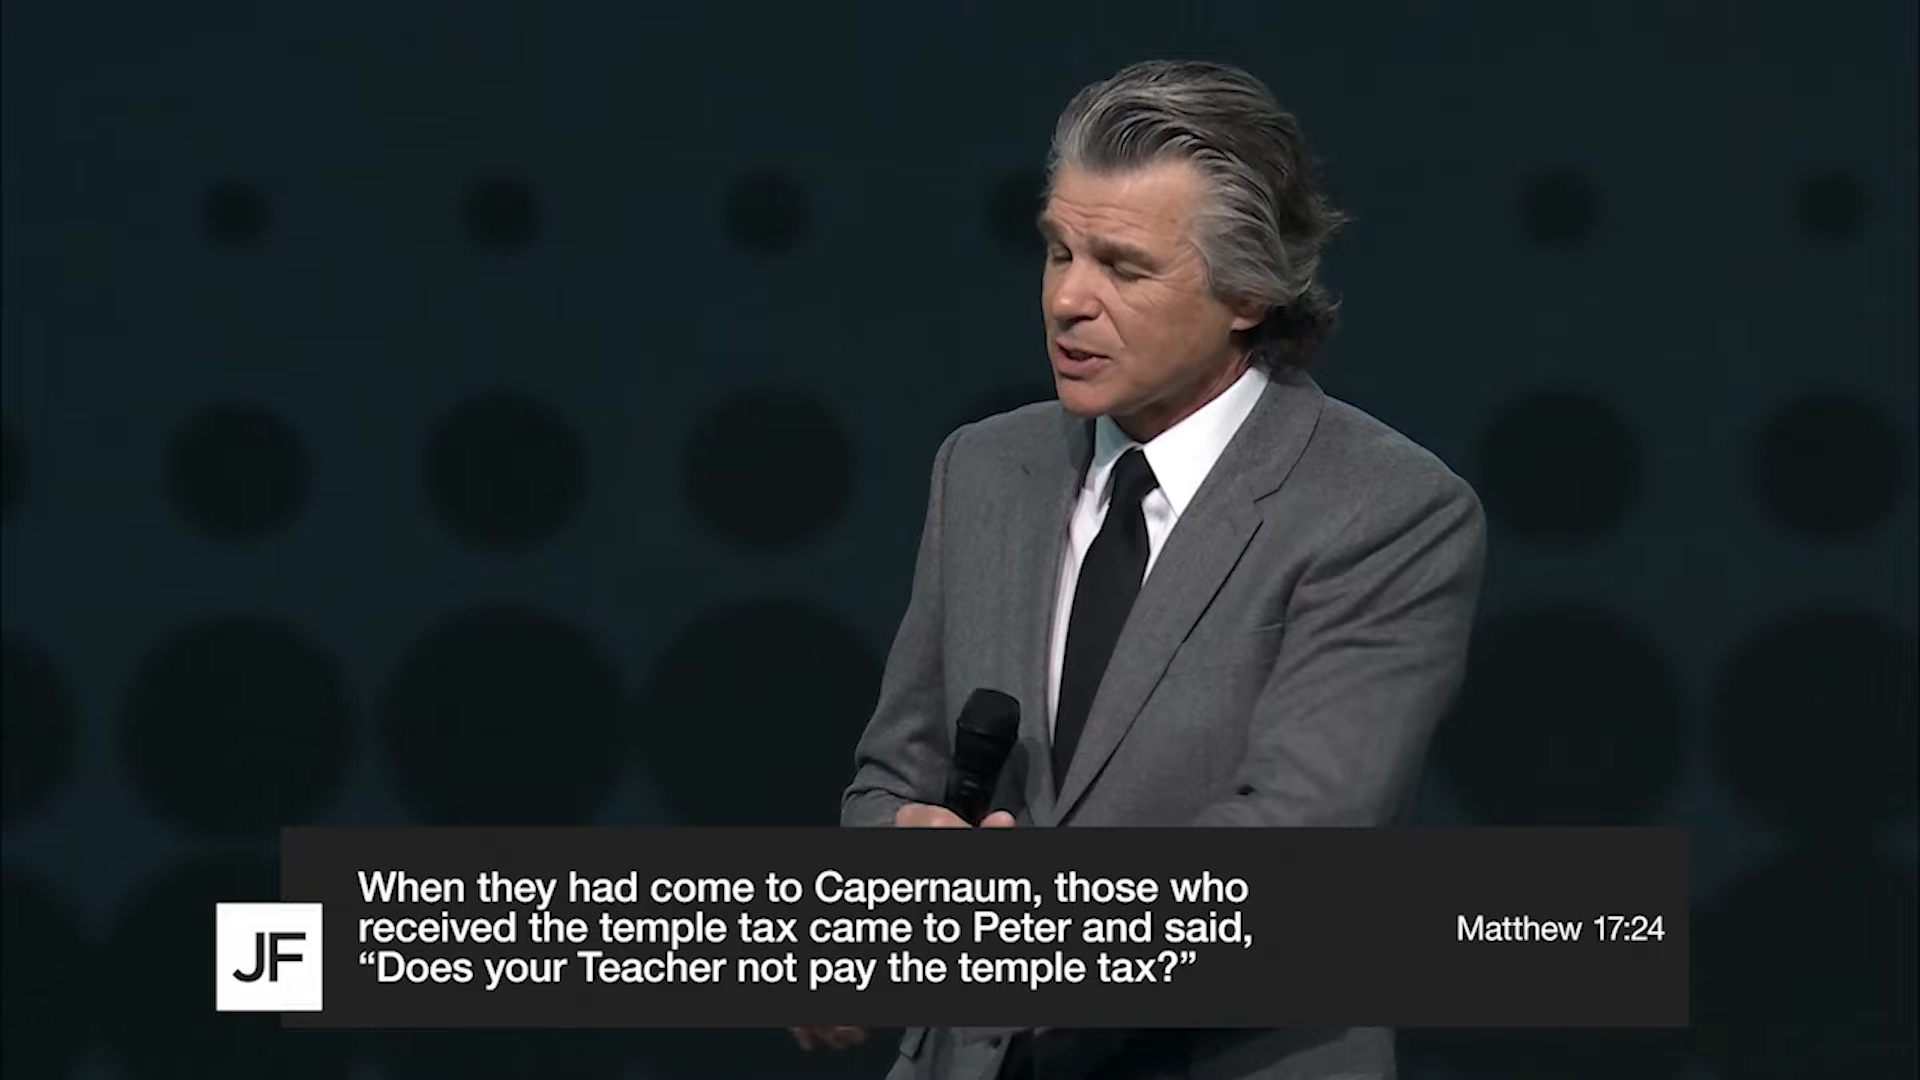 When they had come to Capernaum, those who
received the temple tax came to Peter and said,
“Does your Teacher not pay the temple tax?”
Matthew 17:24
JF